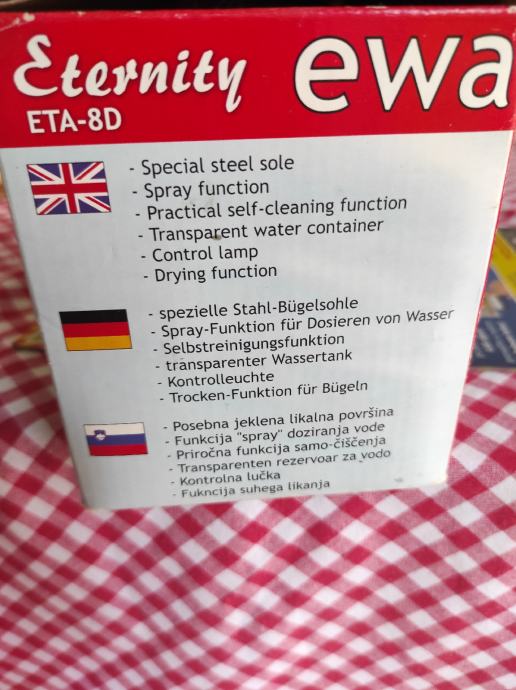 Eternity ewa
ETA-8D
- Special steel sole
- Spray function
- Practical self-cleaning function
- Transparent water container
- Control lamp
- Drying function
- spezielle Stahl-Bügelsohle
- Spray-Funktion für Dosieren von Wasser
- Selbstreinigungsfunktion
- transparenter Wassertank
- Kontrolleuchte
- Trocken-Funktion für Bügeln
- Posebna jeklena likalna površina
- Funkcija "spray" doziranja vode
- Priročna funkcija samo-čiščenja
- Transparenten rezervoar za vodo
- Kontrolna lučka
- Fukncija suhega likanja